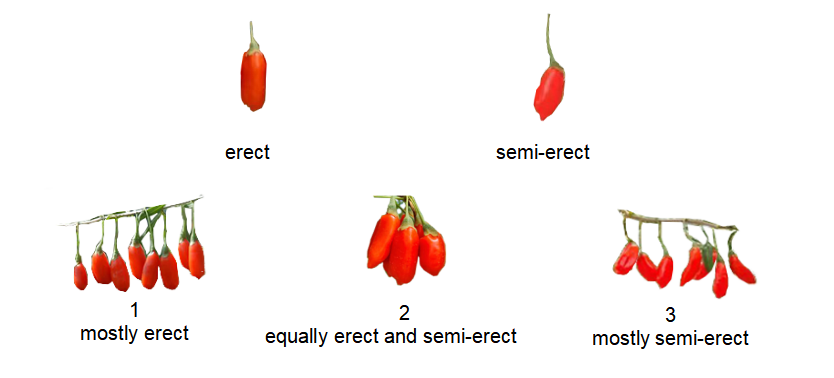 erect
semi-erect
1
mostly erect
2
equally erect and semi-erect
3
mostly semi-erect